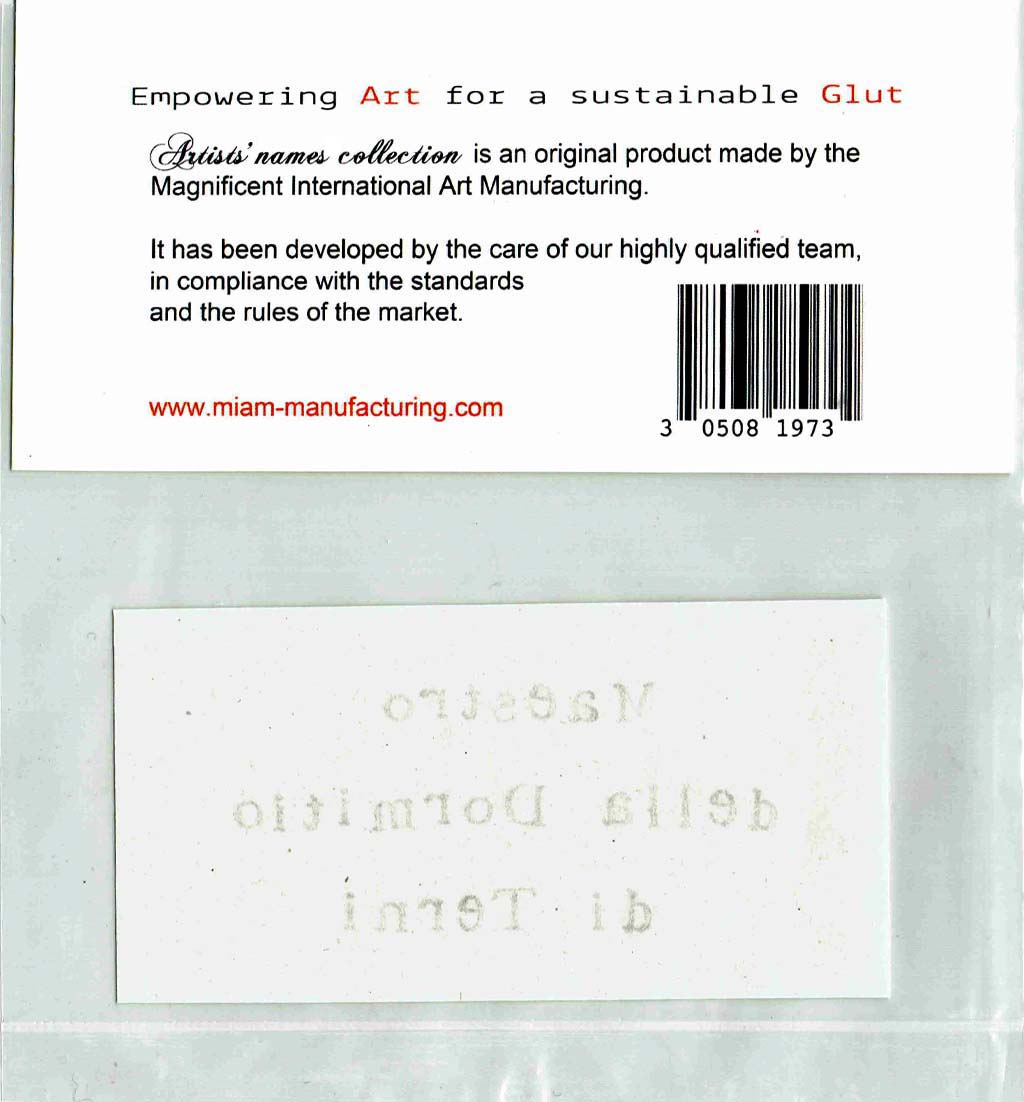 Empowering Art for a sustainable Glut
Artists' names collection is an original product made by the
Magnificent International Art Manufacturing.
It has been developed by the care of our highly qualified team,
in compliance with the standards
and the rules of the market.
www.miam-manufacturing.com
3 0508 1973
Maestro
della Dormitio
di Terni